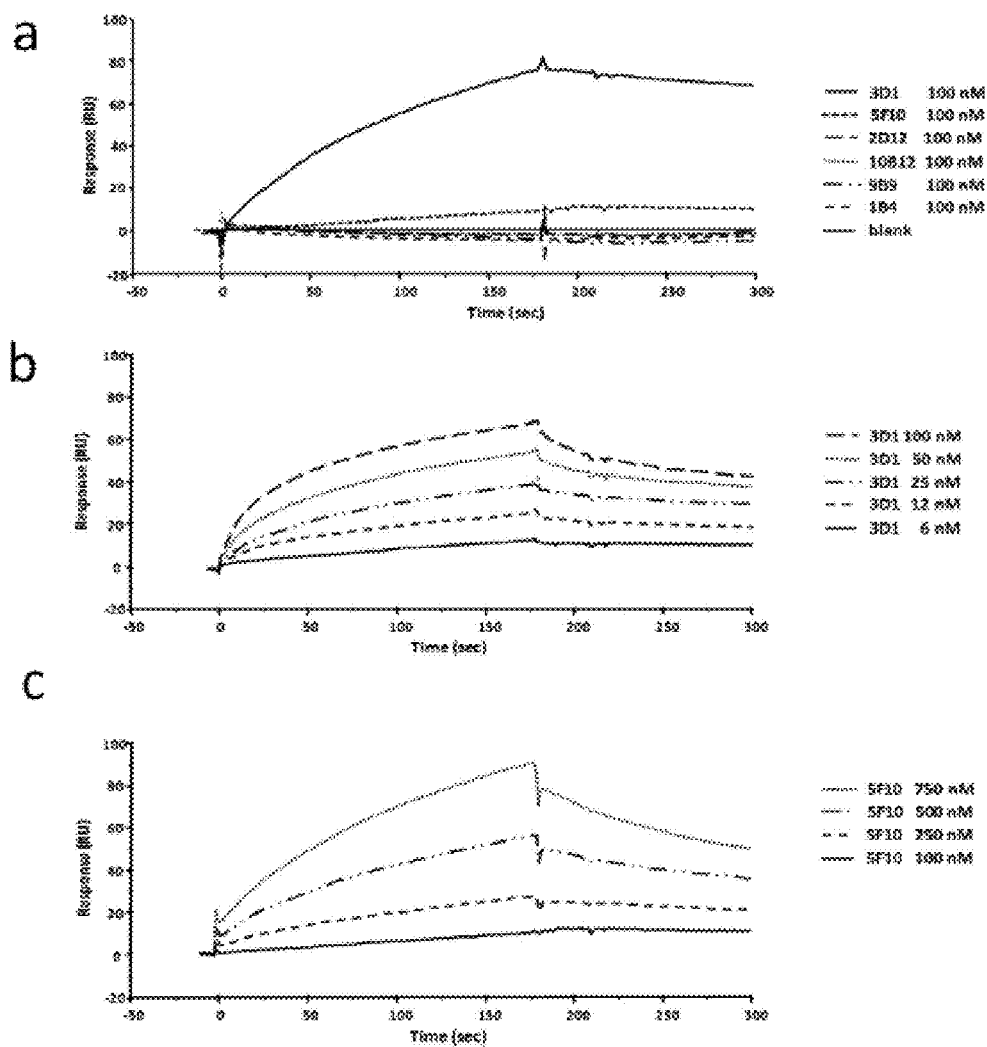 a
100
80
60
40
20
0
-20
Response (RU)
-50 0 50 100 150 200 250 300
Time (sec)
3D1 100 nM
5F10 100 nM
2D12 100 nM
10B12 100 nM
9B9 100 nM
1B4 100 nM
blank
b
100
80
60
40
20
0
-20
Response (RU)
-50 0 50 100 150 200 250 300
Time (sec)
3D1 100 nM
3D1 50 nM
3D1 25 nM
3D1 12 nM
3D1 6 nM
c
100
80
60
40
20
0
-20
Response (RU)
-50 0 50 100 150 200 250 300
Time (sec)
5F10 750 nM
5F10 500 nM
5F10 250 nM
5F10 100 nM